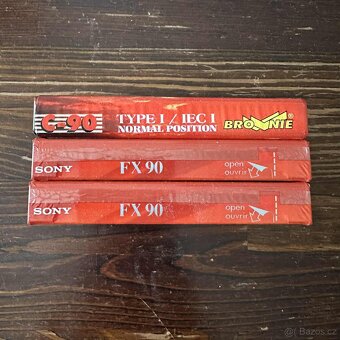 C-90 TYPE I / IEC I BROWNIE®
NORMAL POSITION
SONY FX 90 open
ouvrir
SONY FX 90 open
ouvrir
© Bazos.cz